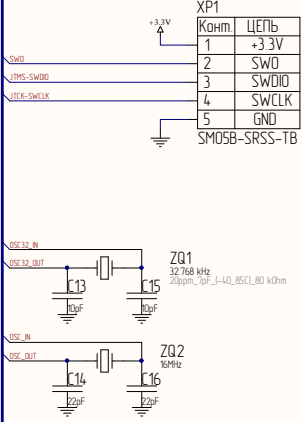 XP1
+3.3V
Конт. ЦЕПЬ
1 +3.3V
SWO
2 SWO
JTMS-SWDIO
3 SWDIO
JTCK-SWCLK
4 SWCLK
5 GND
SM05B-SRSS-TB
OSC32_IN
OSC32_OUT
ZQ1
32.768 kHz
20ppm_7pF_(-40_85C)_80 kOhm
C13
C15
10pF
10pF
OSC_IN
OSC_OUT
ZQ2
16MHz
C14
C16
22pF
22pF